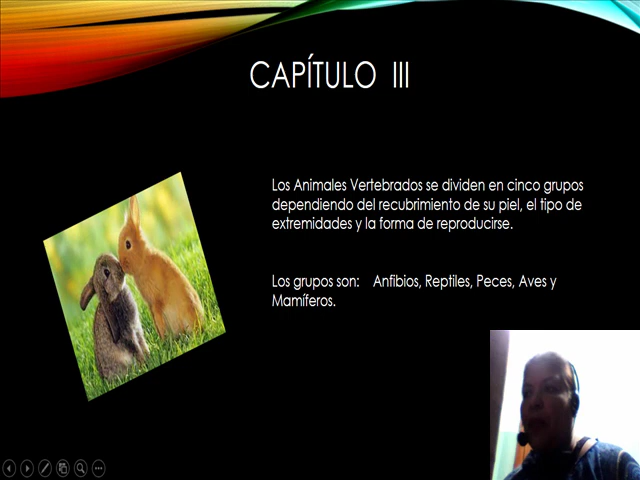 CAPÍTULO III
Los Animales Vertebrados se dividen en cinco grupos
dependiendo del recubrimiento de su piel, el tipo de
extremidades y la forma de reproducirse.
Los grupos son: Anfibios, Reptiles, Peces, Aves y
Mamíferos.